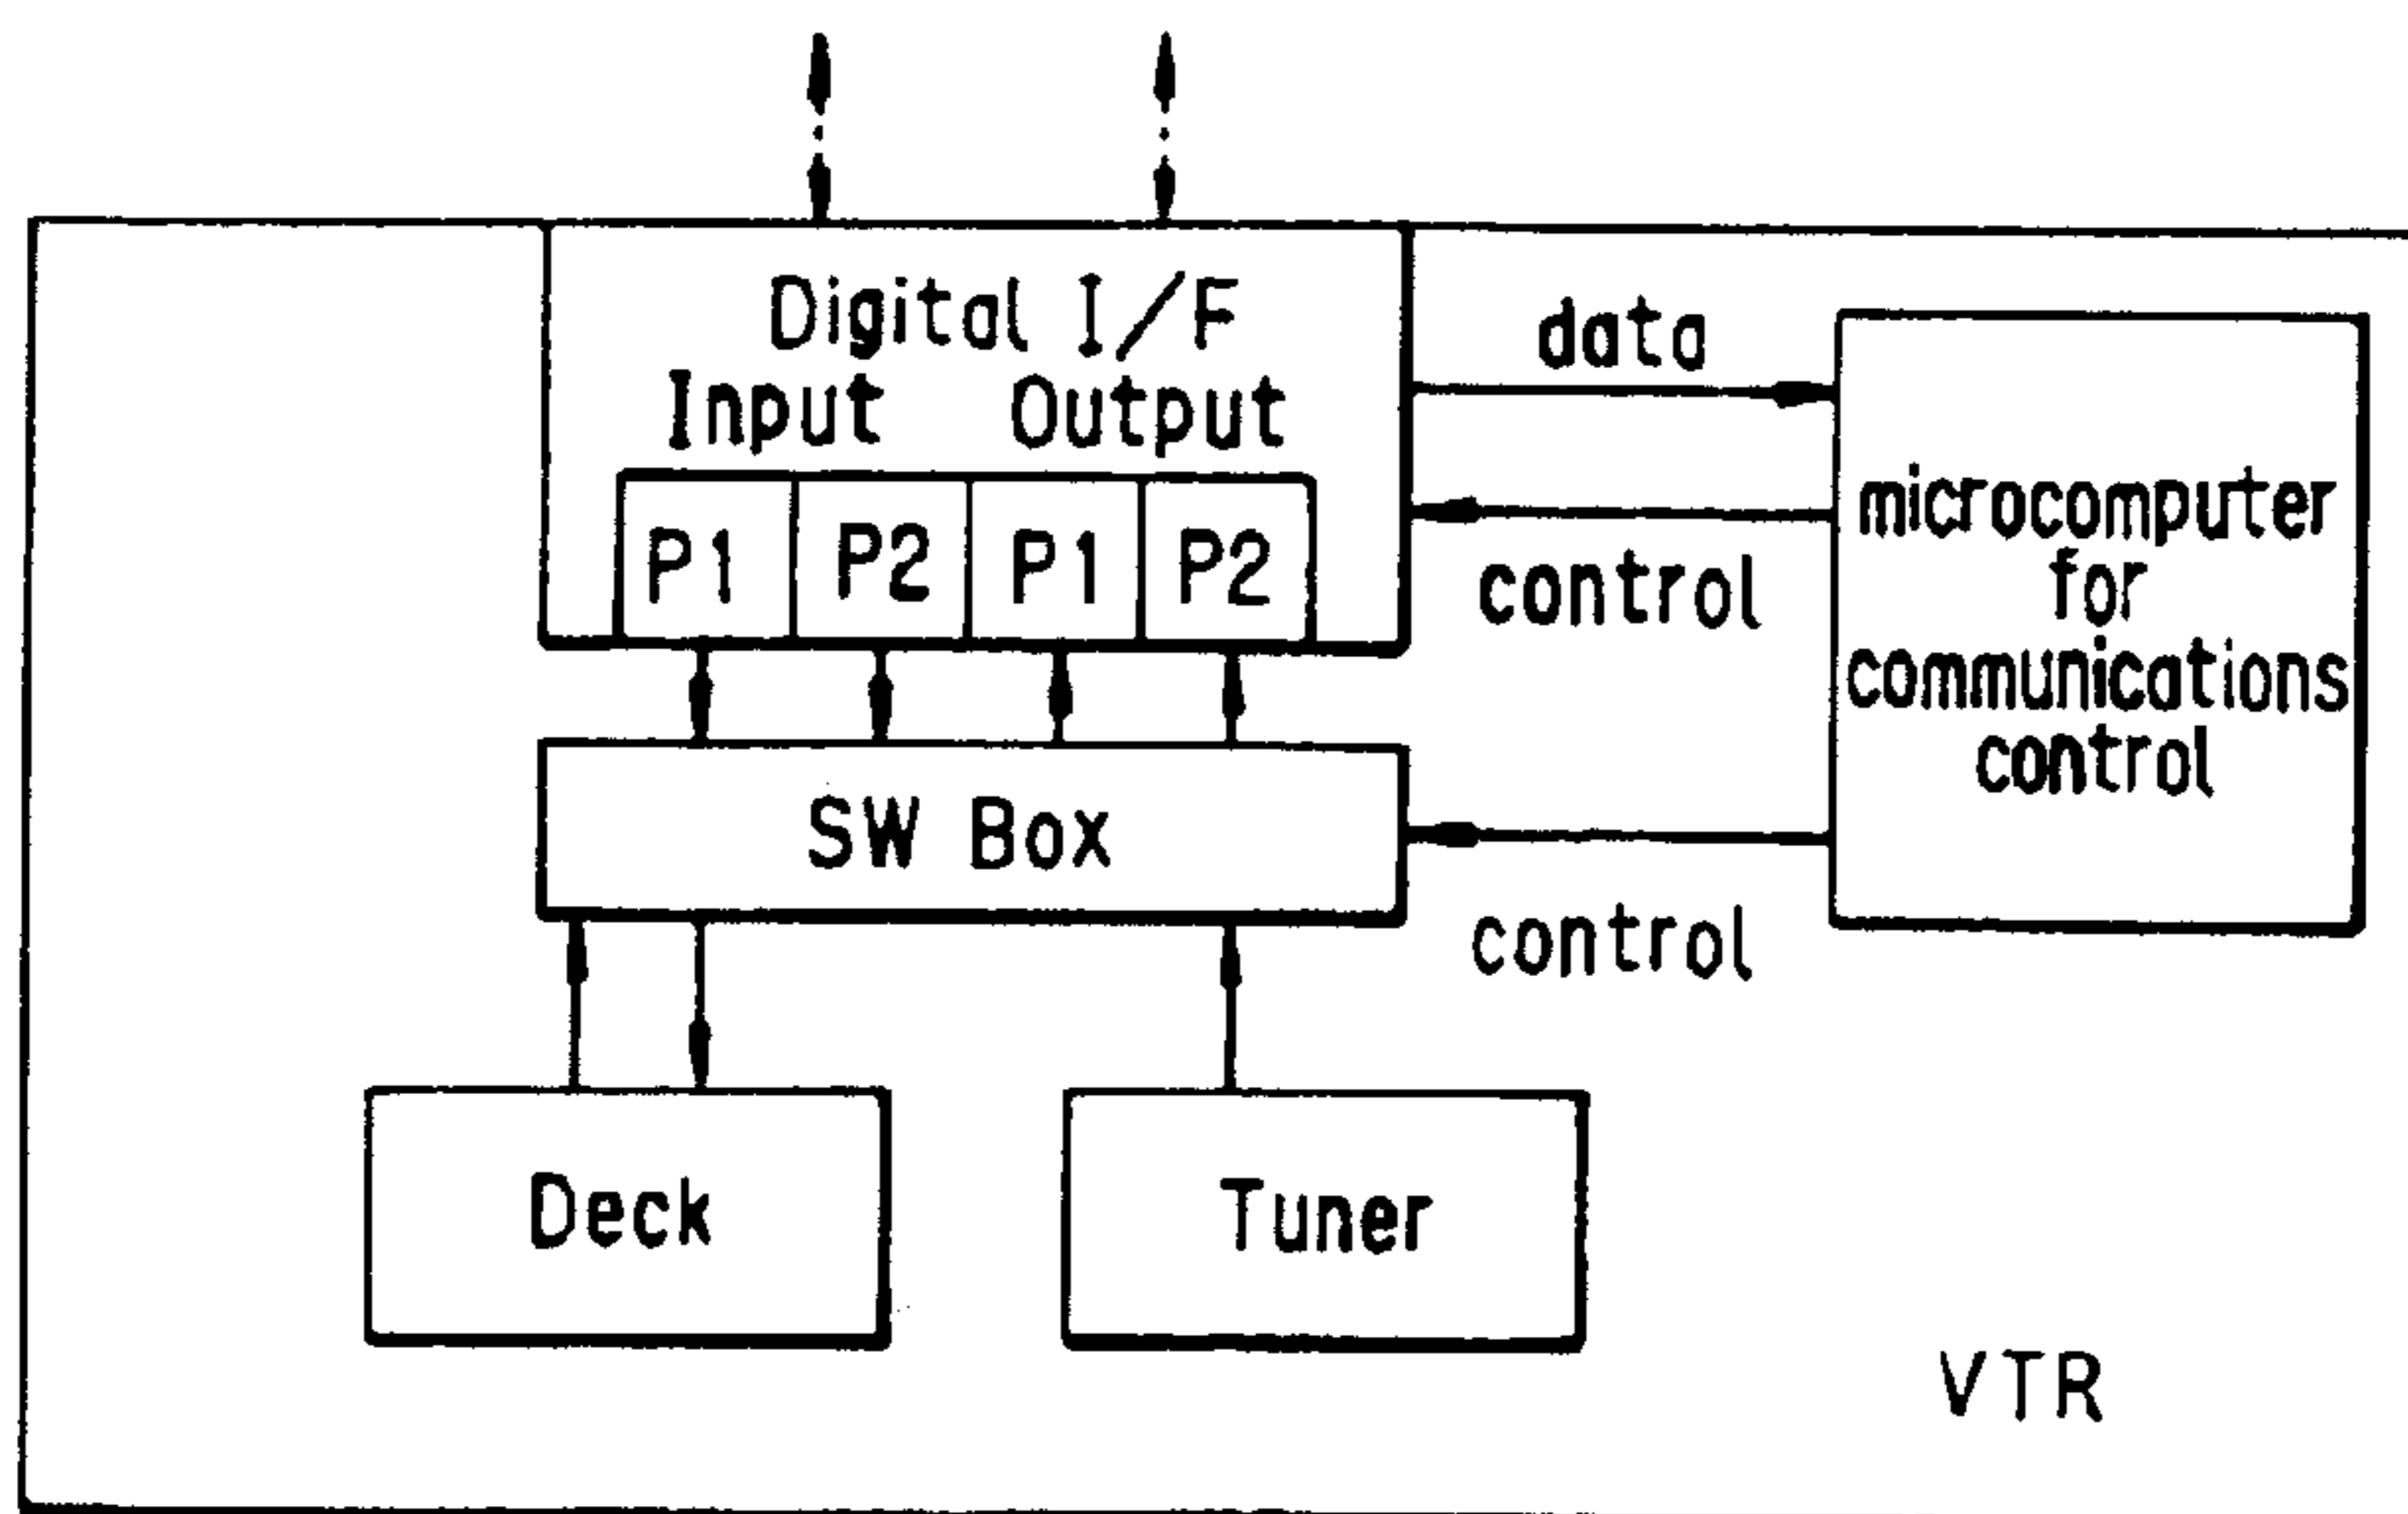 Digital I/F
Input Output
P1 P2 P1 P2
data
control
microcomputer
for
communications
control
SW Box
control
Deck
Tuner
VTR